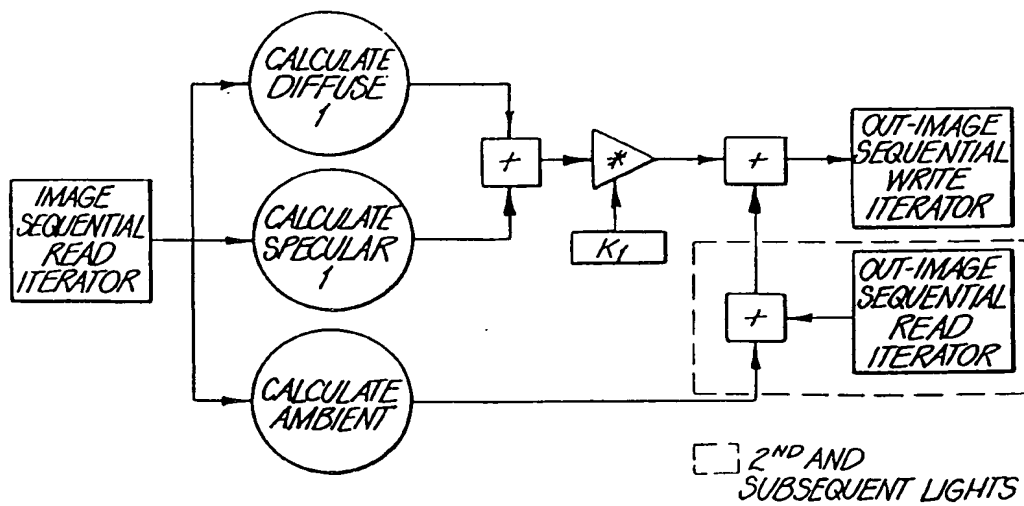 CALCULATE
DIFFUSE
1
IMAGE
SEQUENTIAL
READ
ITERATOR
CALCULATE
SPECULAR
1
CALCULATE
AMBIENT
+
*
K1
+
OUT-IMAGE
SEQUENTIAL
WRITE
ITERATOR
+
OUT-IMAGE
SEQUENTIAL
READ
ITERATOR
2ND AND
SUBSEQUENT LIGHTS